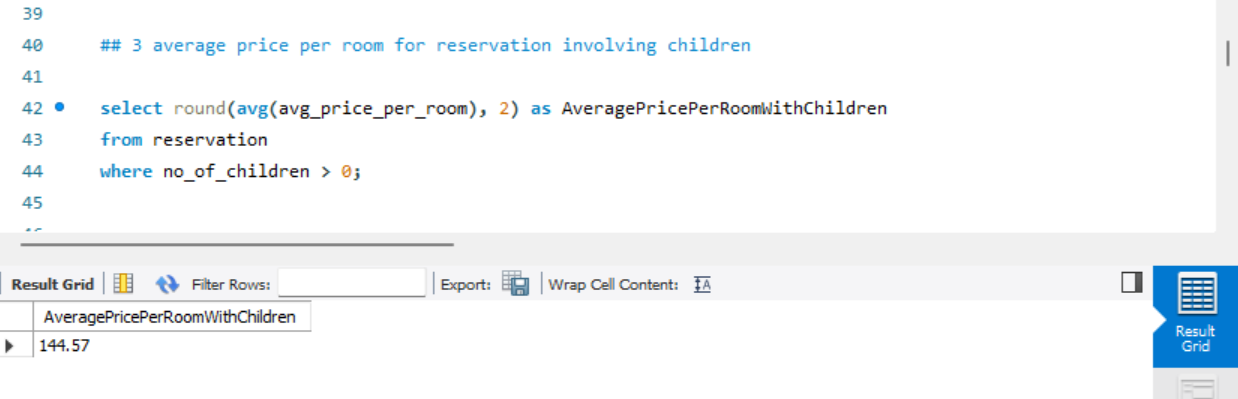 39
40 ## 3 average price per room for reservation involving children
41
42 select round(avg(avg_price_per_room), 2) as AveragePricePerRoomWithChildren
43 from reservation
44 where no_of_children > 0;
45
Result Grid Filter Rows: Export: Wrap Cell Content: IA
AveragePricePerRoomWithChildren
144.57
Result
Grid